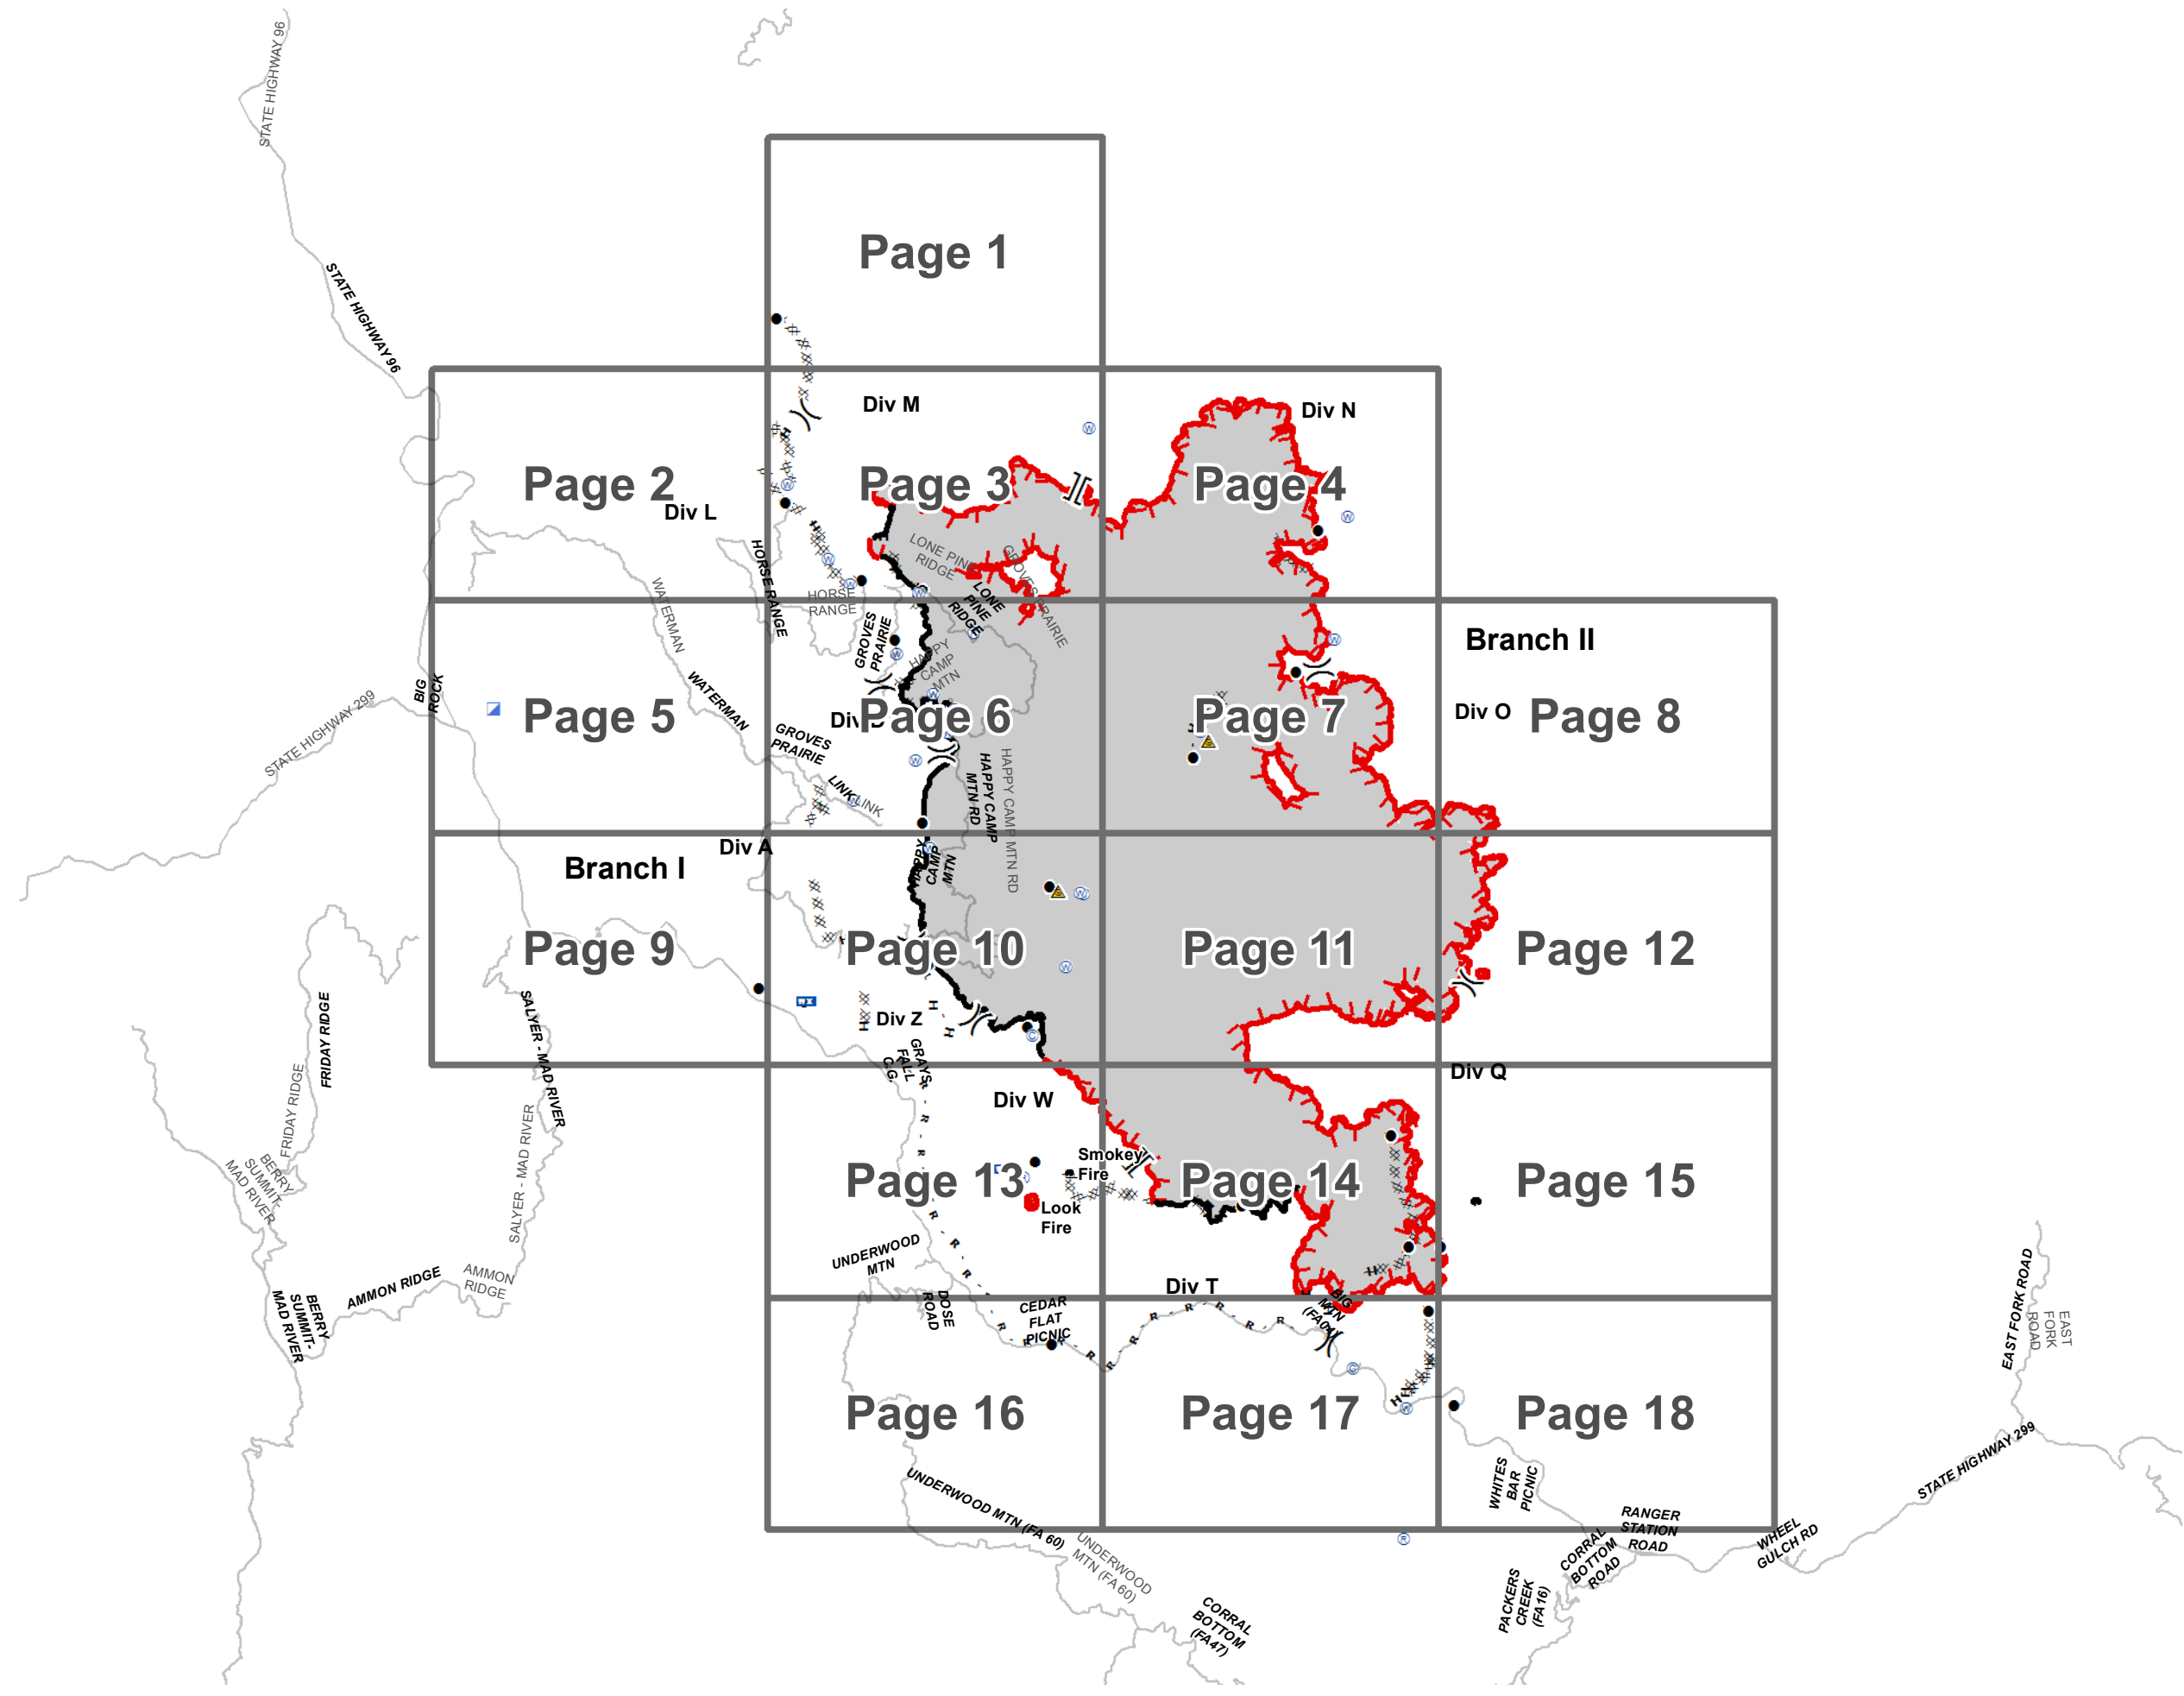 STATE HIGHWAY 96
STATE HIGHWAY 96
Page 1
Div M
Div N
Page 2
Page 3
Page 4
Div L
HORSE RANGE
LONE PINE
RIDGE
GROVES PRAIRIE
LONE
PINE
RIDGE
HORSE
RANGE
WATERMAN
GROVES
PRAIRIE
HAPPY
CAMP
MTN
Branch II
BIG
ROCK
STATE HIGHWAY 299
WATERMAN
Page 5
Div
Page 6
Page 7
Div O
Page 8
GROVES
PRAIRIE
LINK
LINK
HAPPY CAMP
MTN RD
HAPPY CAMP MTN RD
Div A
Branch I
HAPPY
CAMP
MTN
Page 9
Page 10
Page 11
Page 12
WX
Div Z
GRAYS
FALL
C.G.
FRIDAY RIDGE
FRIDAY RIDGE
SALYER - MAD RIVER
SALYER - MAD RIVER
Div Q
Div W
Smokey
Fire
Page 13
Page 14
Page 15
Look
Fire
BERRY
SUMMIT-
MAD RIVER
UNDERWOOD
MTN
Div T
AMMON RIDGE
AMMON
RIDGE
BERRY
SUMMIT-
MAD RIVER
DOSE
ROAD
CEDAR
FLAT
PICNIC
BIG
MTN
(FA04)
EAST FORK ROAD
EAST
FORK
ROAD
Page 16
Page 17
Page 18
STATE HIGHWAY 299
WHITES
BAR
PICNIC
UNDERWOOD MTN (FA 60)
UNDERWOOD
MTN (FA 60)
RANGER
STATION
ROAD
WHEEL
GULCH RD
CORRAL
BOTTOM
ROAD
PACKERS
CREEK
(FA16)
CORRAL
BOTTOM
(FA47)